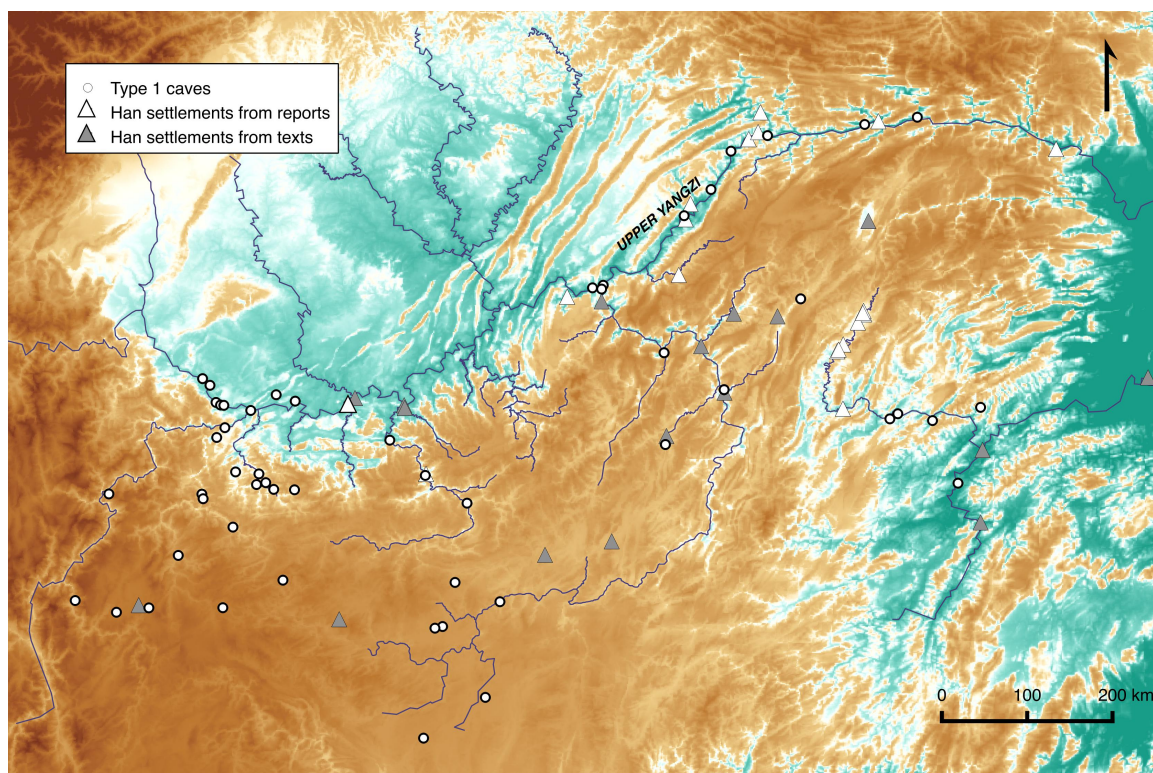 Type 1 caves
Han settlements from reports
Han settlements from texts
UPPER YANGZI
0 100 200 km